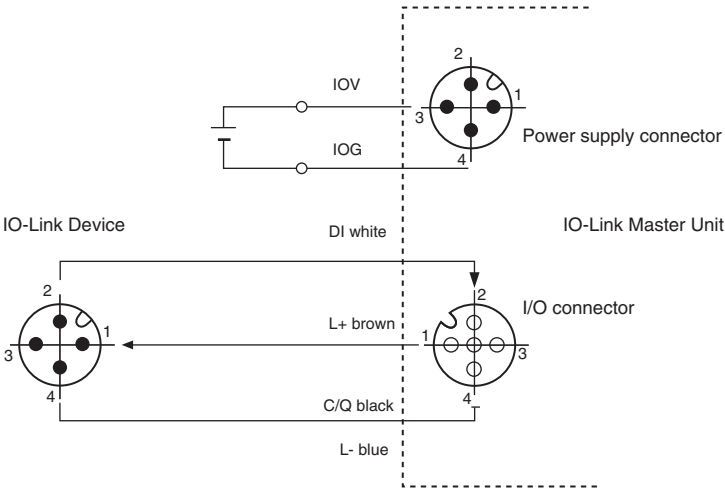 2
IOV
1
3
Power supply connector
IOG
4
IO-Link Device
DI white
IO-Link Master Unit
2
2
I/O connector
L+ brown
1
1
3
3
4
4
C/Q black
L- blue